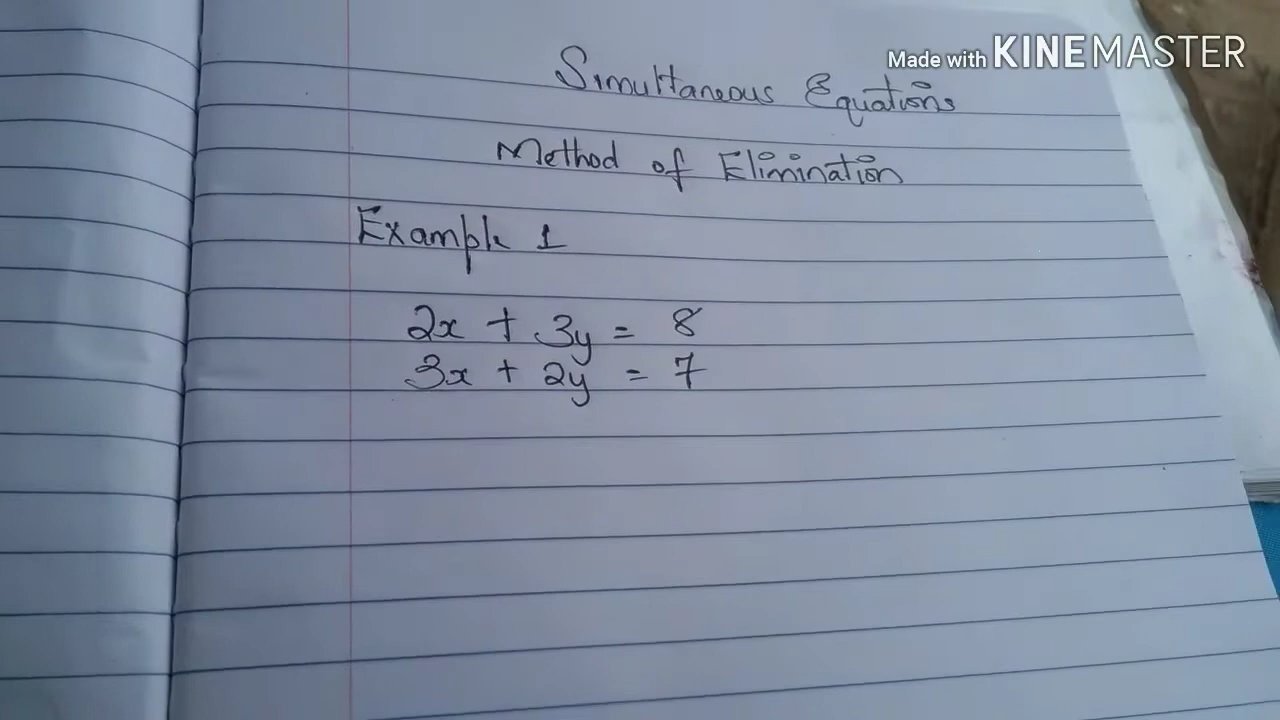 Made with KINEMASTER
Simultaneous Equations
Method of Elimination
Example 1
2x + 3y = 8
3x + 2y = 7